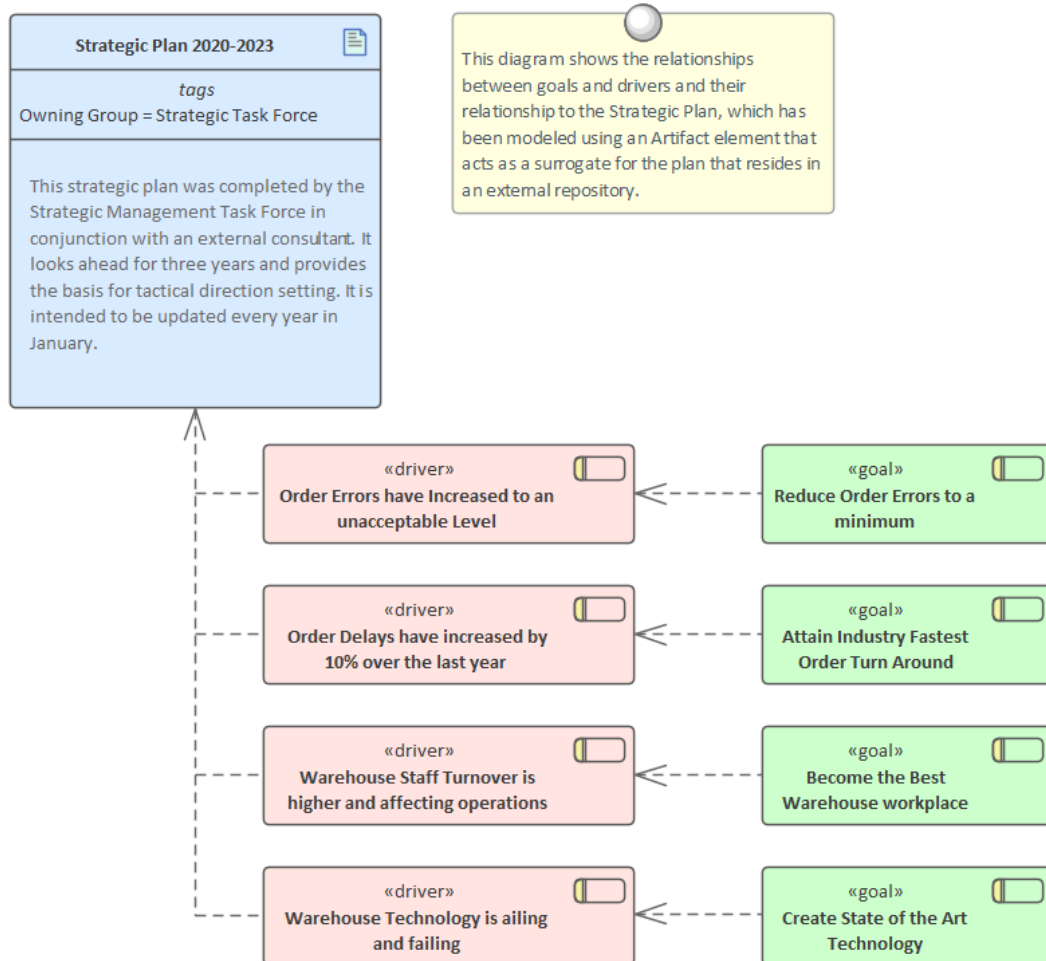 Strategic Plan 2020-2023
tags
Owning Group = Strategic Task Force
This strategic plan was completed by the
Strategic Management Task Force in
conjunction with an external consultant. It
looks ahead for three years and provides
the basis for tactical direction setting. It is
intended to be updated every year in
January.
This diagram shows the relationships
between goals and drivers and their
relationship to the Strategic Plan, which has
been modeled using an Artifact element that
acts as a surrogate for the plan that resides in
an external repository.
«driver»
Order Errors have Increased to an
unacceptable Level
«goal»
Reduce Order Errors to a
minimum
«driver»
Order Delays have increased by
10% over the last year
«goal»
Attain Industry Fastest
Order Turn Around
«driver»
Warehouse Staff Turnover is
higher and affecting operations
«goal»
Become the Best
Warehouse workplace
«driver»
Warehouse Technology is ailing
and failing
«goal»
Create State of the Art
Technology